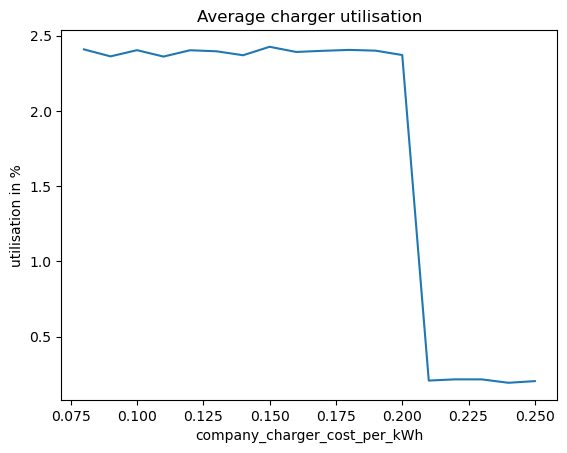 Average charger utilisation
2.5
2.0
1.5
1.0
0.5
utilisation in %
0.075 0.100 0.125 0.150 0.175 0.200 0.225 0.250
company_charger_cost_per_kWh